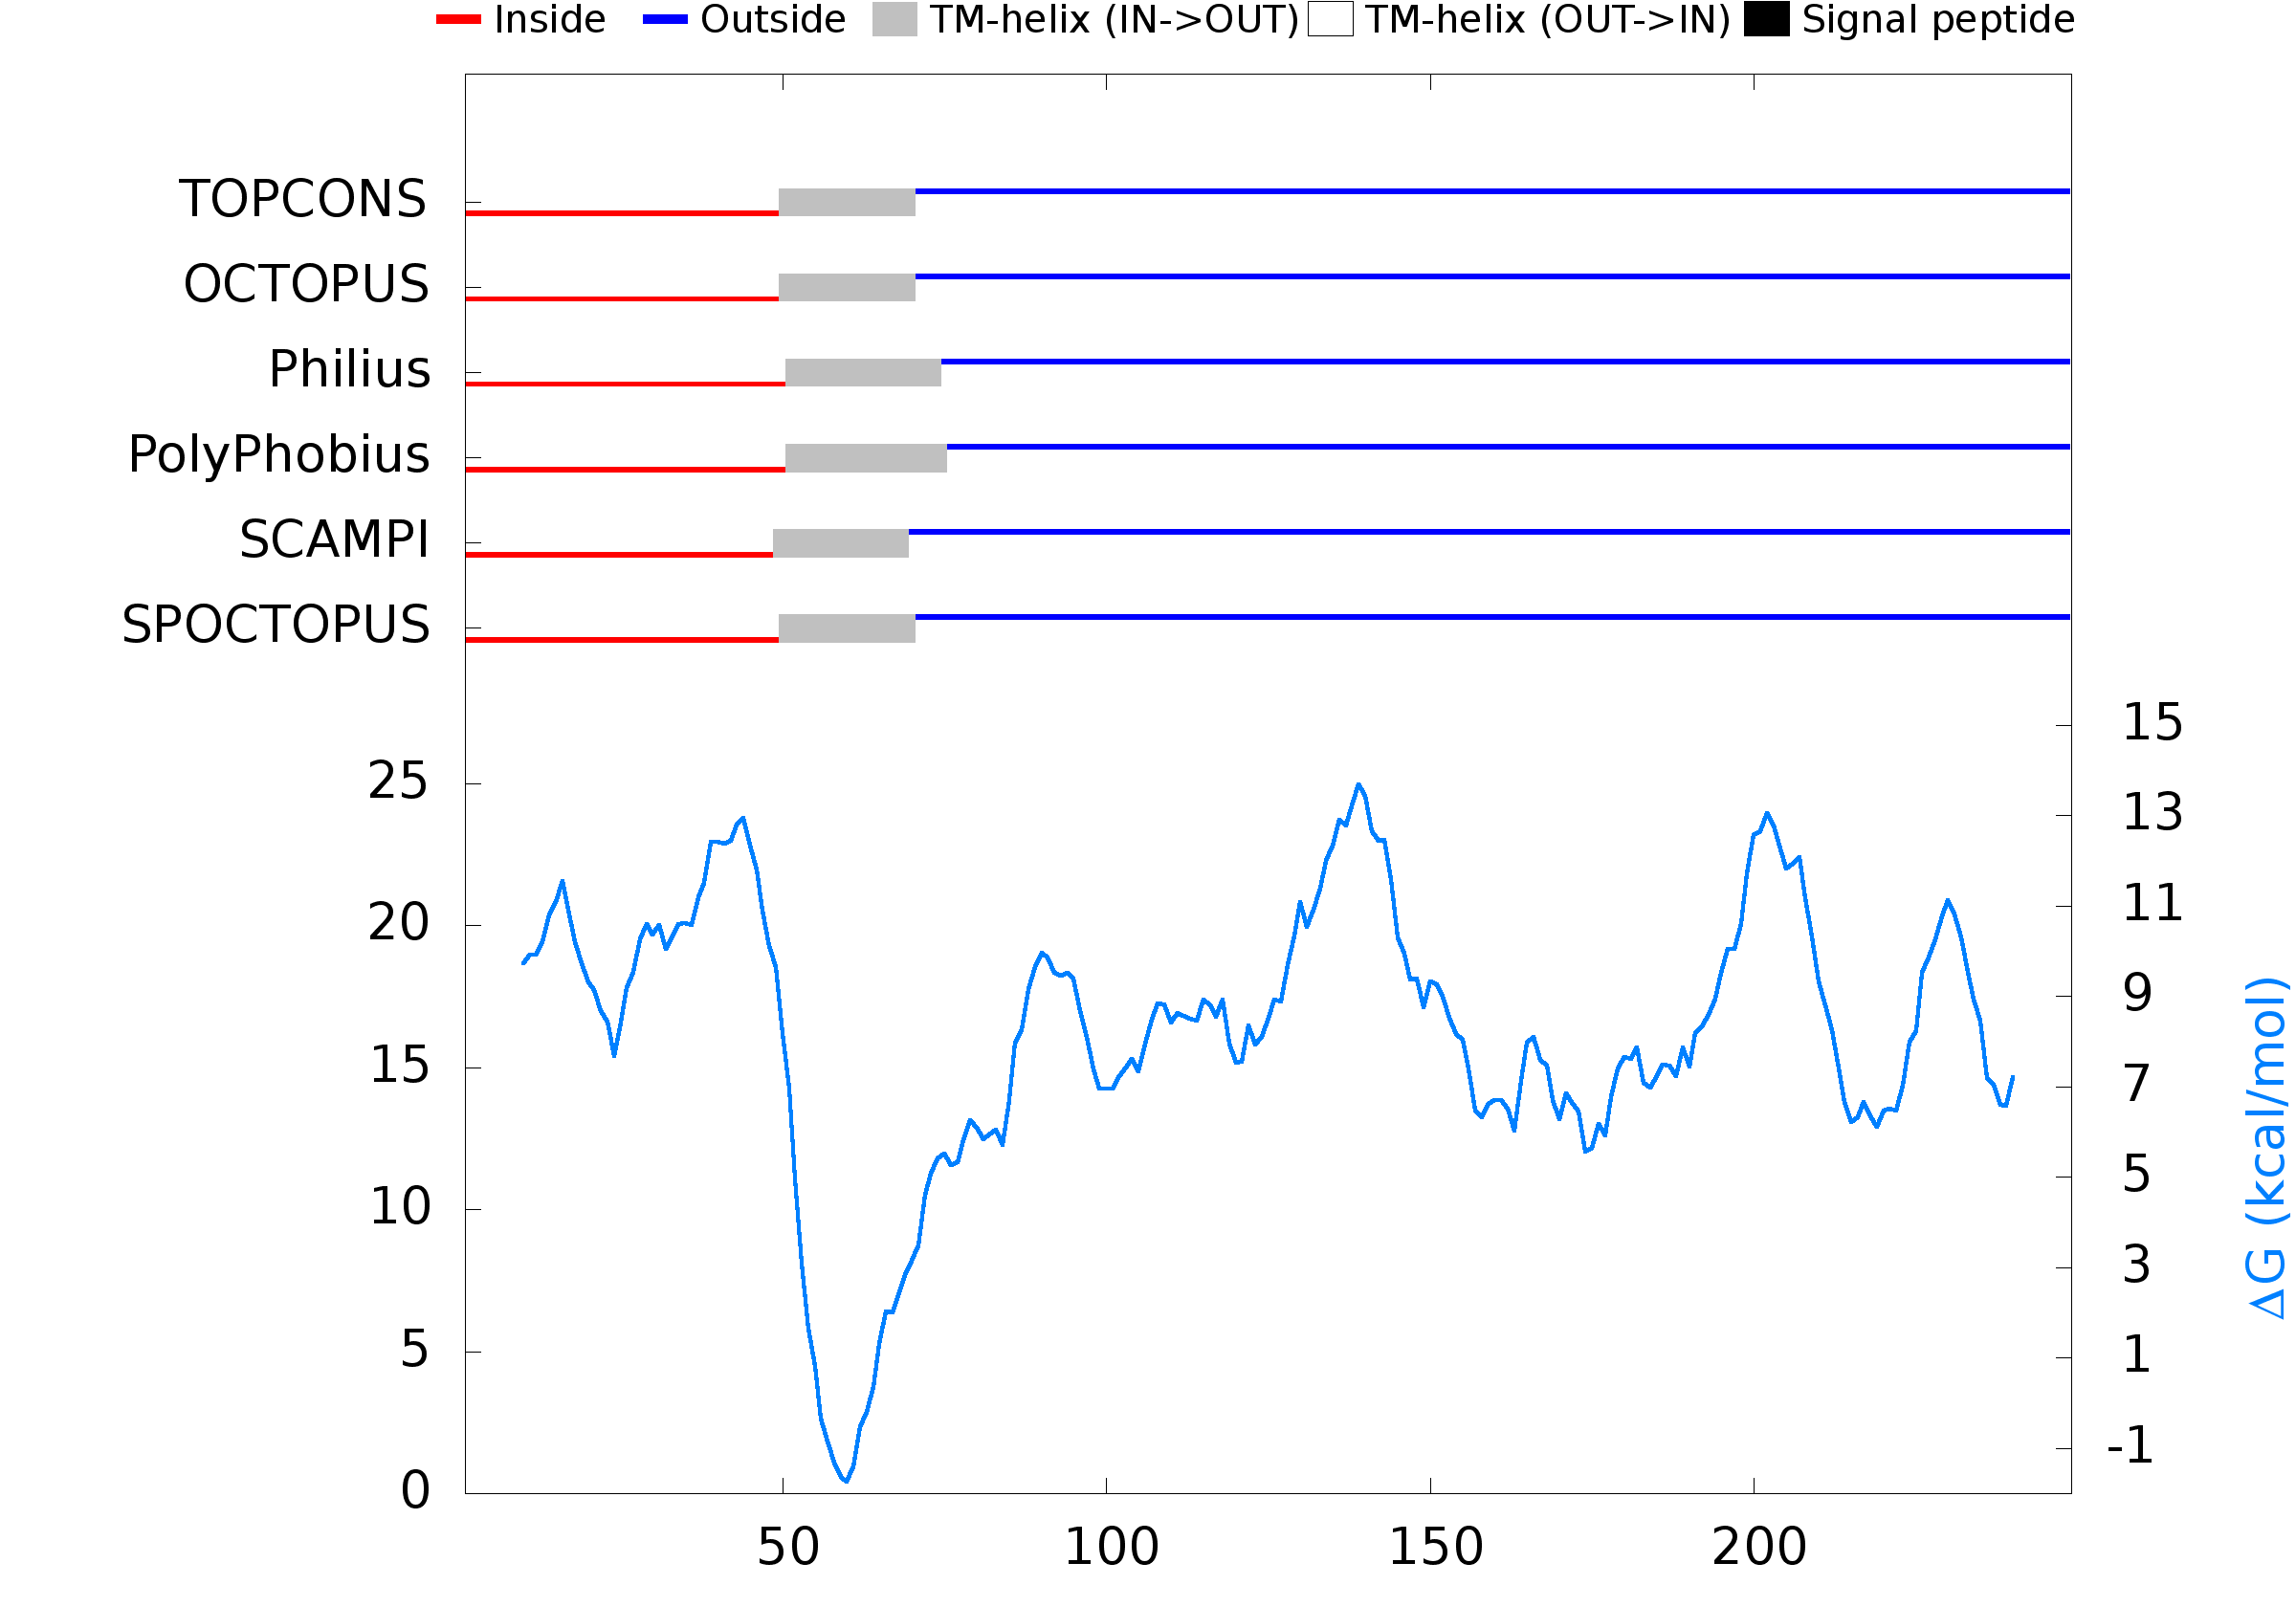 Inside Outside TM-helix (IN->OUT) TM-helix (OUT->IN) Signal peptide
TOPCONS
OCTOPUS
Philius
PolyPhobius
SCAMPI
SPOCTOPUS
15
25
13
20
11
9
15
7
10
5
3
5
1
-1
0
ΔG (kcal/mol)
50 100 150 200